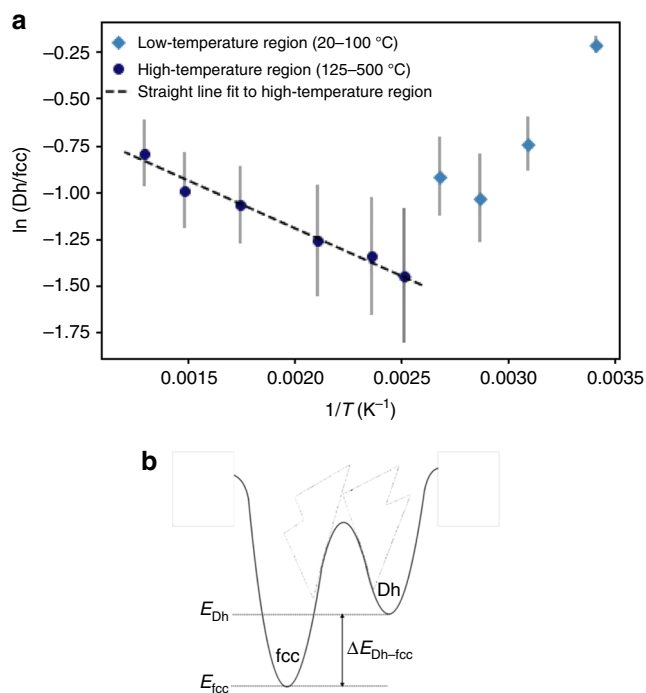 a
Low-temperature region (20–100 °C)
High-temperature region (125–500 °C)
Straight line fit to high-temperature region
ln (Dh/fcc)
−0.25
−0.50
−0.75
−1.00
−1.25
−1.50
−1.75
0.0015 0.0020 0.0025 0.0030 0.0035
1/T (K−1)
b
Dh
EDh
fcc
ΔEDh–fcc
Efcc